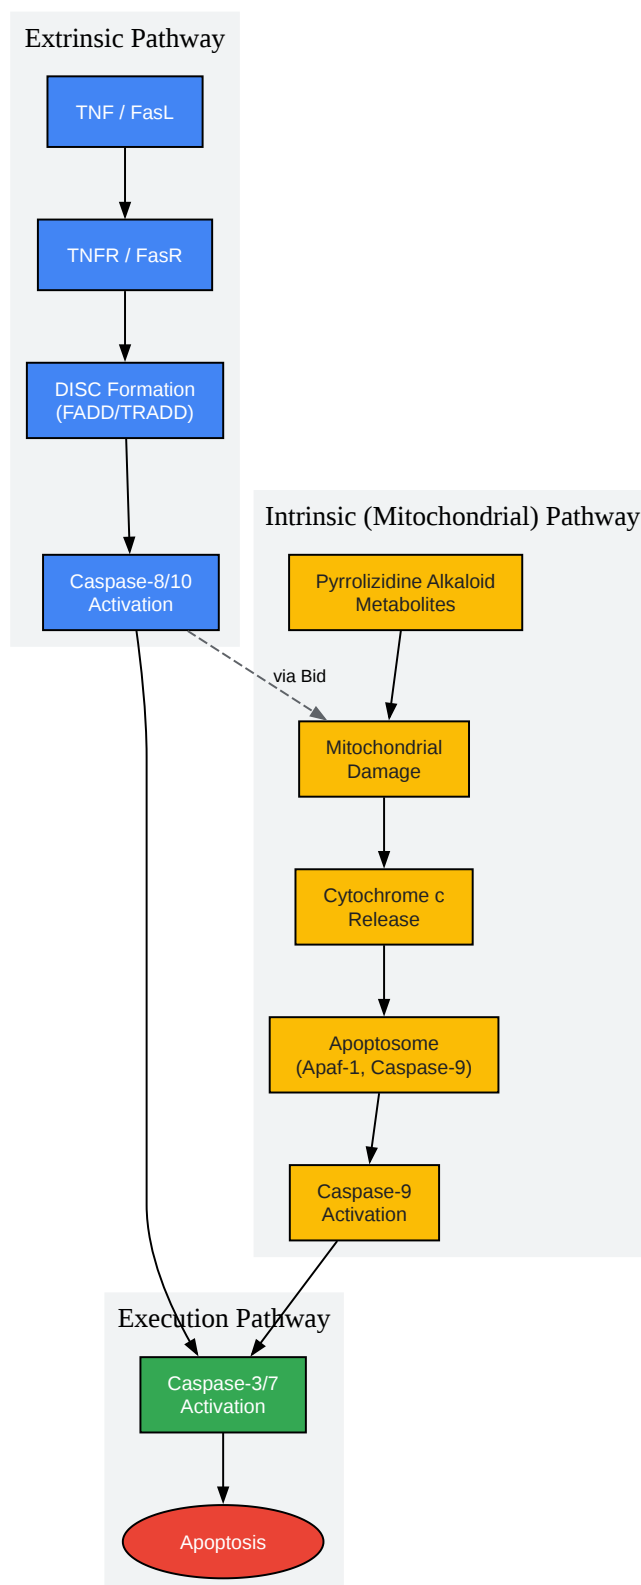 Extrinsic Pathway
TNF / FasL
TNFR / FasR
DISC Formation
(FADD/TRADD)
Caspase-8/10
Activation
via Bid
Intrinsic (Mitochondrial) Pathway
Pyrrolizidine Alkaloid
Metabolites
Mitochondrial
Damage
Cytochrome c
Release
Apoptosome
(Apaf-1, Caspase-9)
Caspase-9
Activation
Execution Pathway
Caspase-3/7
Activation
Apoptosis